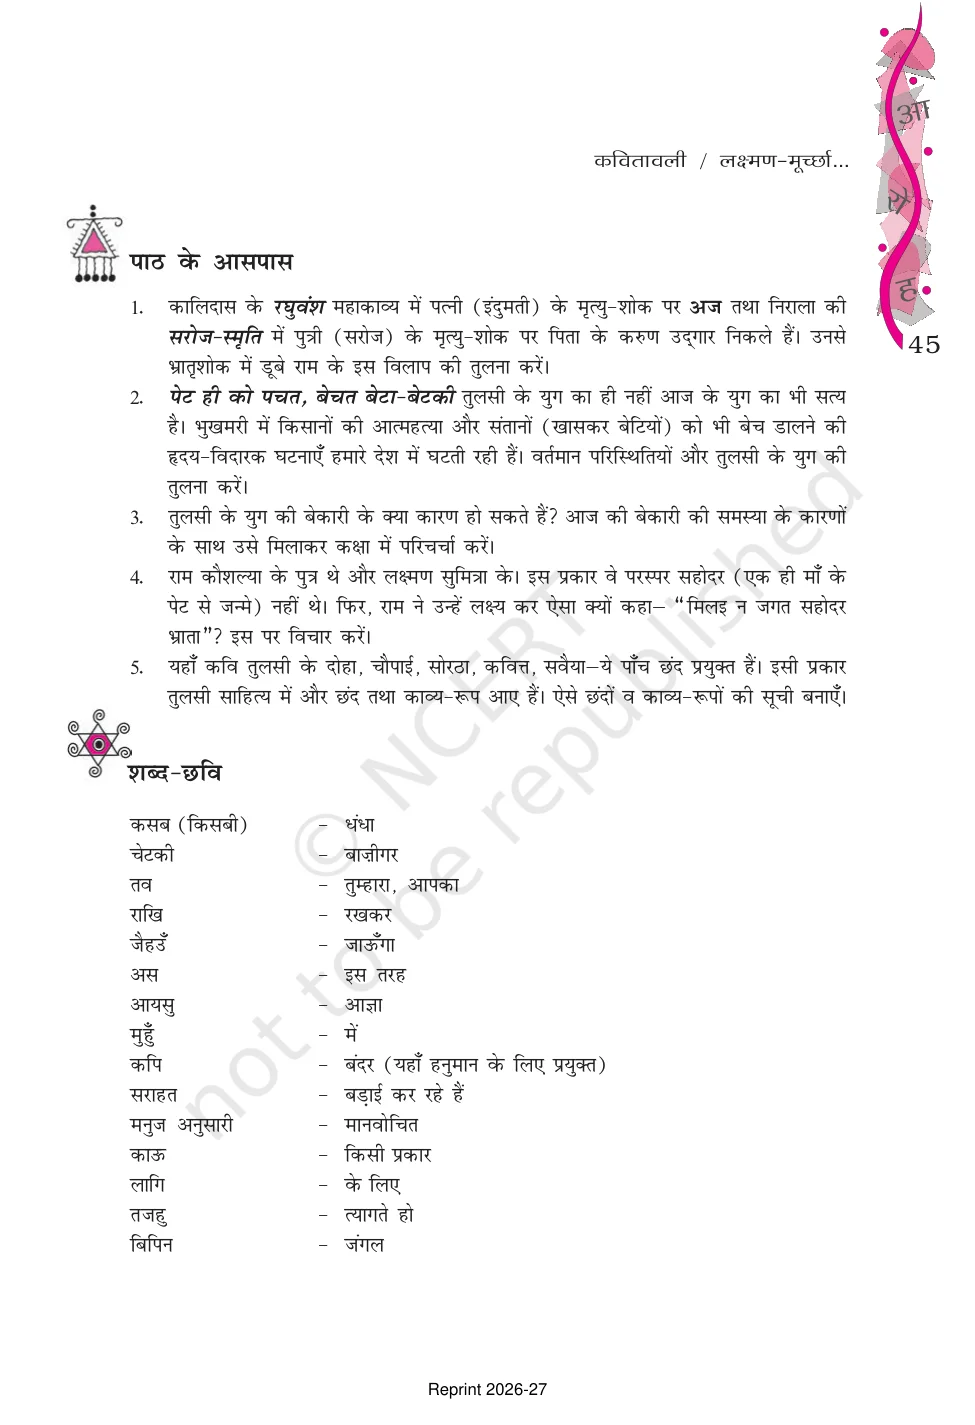 कवितावली / लक्ष्मण-मूर्च्छा...
आ
रो
ह
45
पाठ के आसपास
1. कालिदास के रघुवंश महाकाव्य में पत्नी (इंदुमती) के मृत्यु-शोक पर अज तथा निराला की
सरोज-स्मृति में पुत्री (सरोज) के मृत्यु-शोक पर पिता के करुण उद्‌गार निकले हैं। उनसे
भ्रातृशोक में डूबे राम के इस विलाप की तुलना करें।
2. पेट ही को पचत, बेचत बेटा-बेटकी तुलसी के युग का ही नहीं आज के युग का भी सत्य
है। भुखमरी में किसानों की आत्महत्या और संतानों (खासकर बेटियों) को भी बेच डालने की
हृदय-विदारक घटनाएँ हमारे देश में घटती रही हैं। वर्तमान परिस्थितियों और तुलसी के युग की
तुलना करें।
3. तुलसी के युग की बेकारी के क्या कारण हो सकते हैं? आज की बेकारी की समस्या के कारणों
के साथ उसे मिलाकर कक्षा में परिचर्चा करें।
4. राम कौशल्या के पुत्र थे और लक्ष्मण सुमित्रा के। इस प्रकार वे परस्पर सहोदर (एक ही माँ के
पेट से जन्मे) नहीं थे। फिर, राम ने उन्हें लक्ष्य कर ऐसा क्यों कहा– “मिलइ न जगत सहोदर
भ्राता”? इस पर विचार करें।
5. यहाँ कवि तुलसी के दोहा, चौपाई, सोरठा, कवित्त, सवैया–ये पाँच छंद प्रयुक्त हैं। इसी प्रकार
तुलसी साहित्य में और छंद तथा काव्य-रूप आए हैं। ऐसे छंदों व काव्य-रूपों की सूची बनाएँ।
शब्द-छवि
कसब (किसबी) - धंधा
चेटकी - बाज़ीगर
तव - तुम्हारा, आपका
राखि - रखकर
जैहउँ - जाऊँगा
अस - इस तरह
आयसु - आज्ञा
मुहुँ - में
कपि - बंदर (यहाँ हनुमान के लिए प्रयुक्त)
सराहत - बड़ाई कर रहे हैं
मनुज अनुसारी - मानवोचित
काऊ - किसी प्रकार
लागि - के लिए
तजहु - त्यागते हो
बिपिन - जंगल
© NCERT
not to be republished
Reprint 2026-27